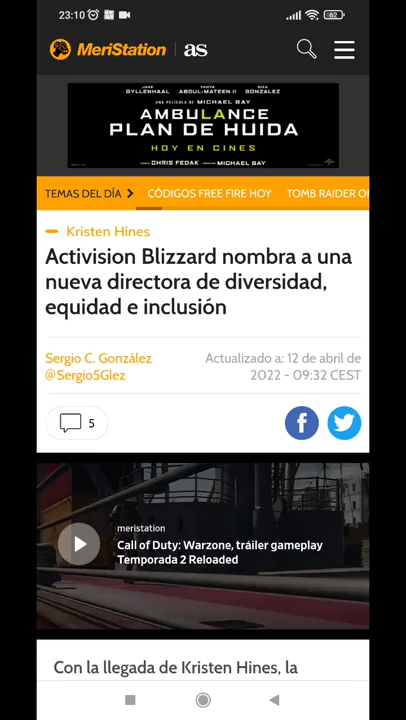 23:10
62
MeriStation as
JAKE GYLLENHAAL YAHYA ABDUL-MATEEN II EIZA GONZALEZ
UNA PELÍCULA DE MICHAEL BAY
AMBULANCE
PLAN DE HUIDA
HOY EN CINES
CHRIS FEDAK MICHAEL BAY
TEMAS DEL DÍA CÓDIGOS FREE FIRE HOY TOMB RAIDER
Kristen Hines
Activision Blizzard nombra a una
nueva directora de diversidad,
equidad e inclusión
Sergio C. González
@Sergio5Glez
Actualizado a: 12 de abril de
2022 - 09:32 CEST
5
meristation
Call of Duty: Warzone, tráiler gameplay
Temporada 2 Reloaded
Con la llegada de Kristen Hines, la